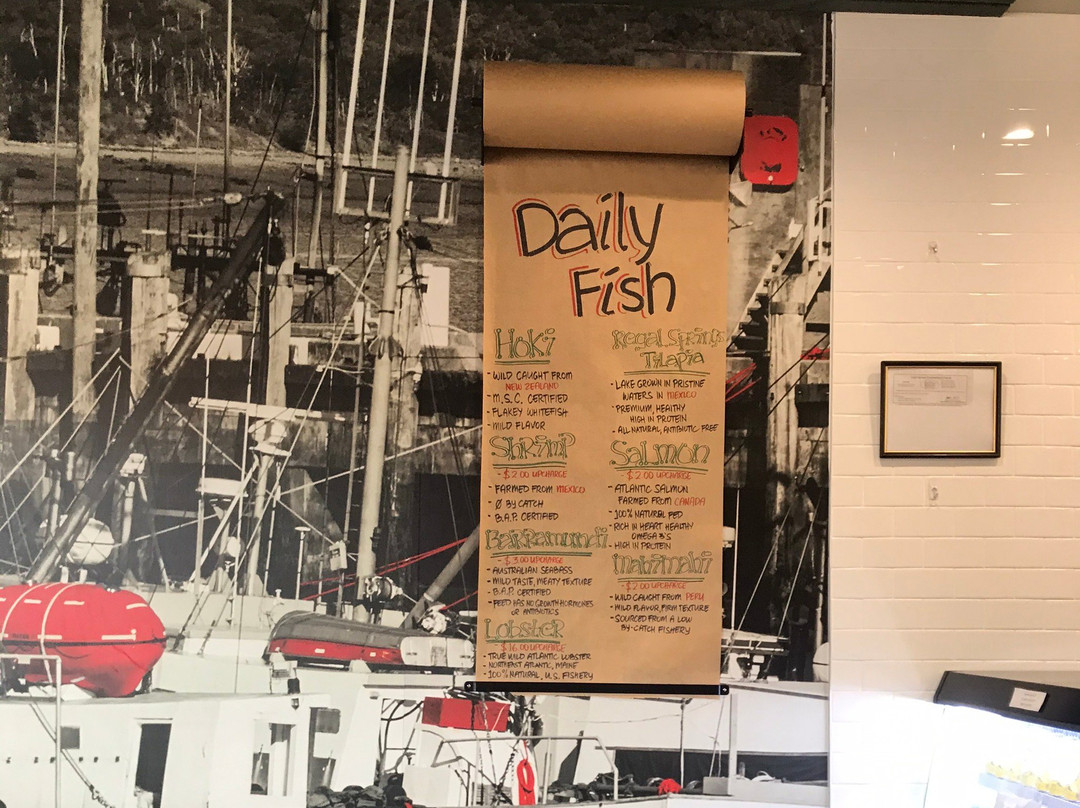 Daily
Fish
Hoki
- WILD CAUGHT FROM
NEW ZEALAND
- M.S.C. CERTIFIED
- FLAKEY WHITEFISH
- MILD FLAVOR
Shrimp
- $2.00 UPCHARGE
- FARMED FROM MEXICO
- Ø BY CATCH
- B.A.P. CERTIFIED
Barramundi
- $3.00 UPCHARGE
- AUSTRALIAN SEABASS
- MILD TASTE, MEATY TEXTURE
- B.A.P. CERTIFIED
- FEED HAS NO GROWTH HORMONES
OR ANTIBIOTICS
Lobster
- $16.00 UPCHARGE
- TRUE WILD ATLANTIC LOBSTER
- NORTHEAST ATLANTIC, MAINE
- 100% NATURAL, U.S. FISHERY
Regal Springs
Tilapia
- LAKE GROWN IN PRISTINE
WATERS IN MEXICO
- PREMIUM, HEALTHY
HIGH IN PROTEIN
- ALL NATURAL, ANTIBIOTIC FREE
Salmon
- $2.00 UPCHARGE
- ATLANTIC SALMON
FARMED FROM CANADA
- 100% NATURAL FED
- RICH IN HEART HEALTHY
OMEGA 3'S
- HIGH IN PROTEIN
Mahimahi
- $2.00 UPCHARGE
- WILD CAUGHT FROM PERU
- MILD FLAVOR, FIRM TEXTURE
- SOURCED FROM A LOW
BY-CATCH FISHERY